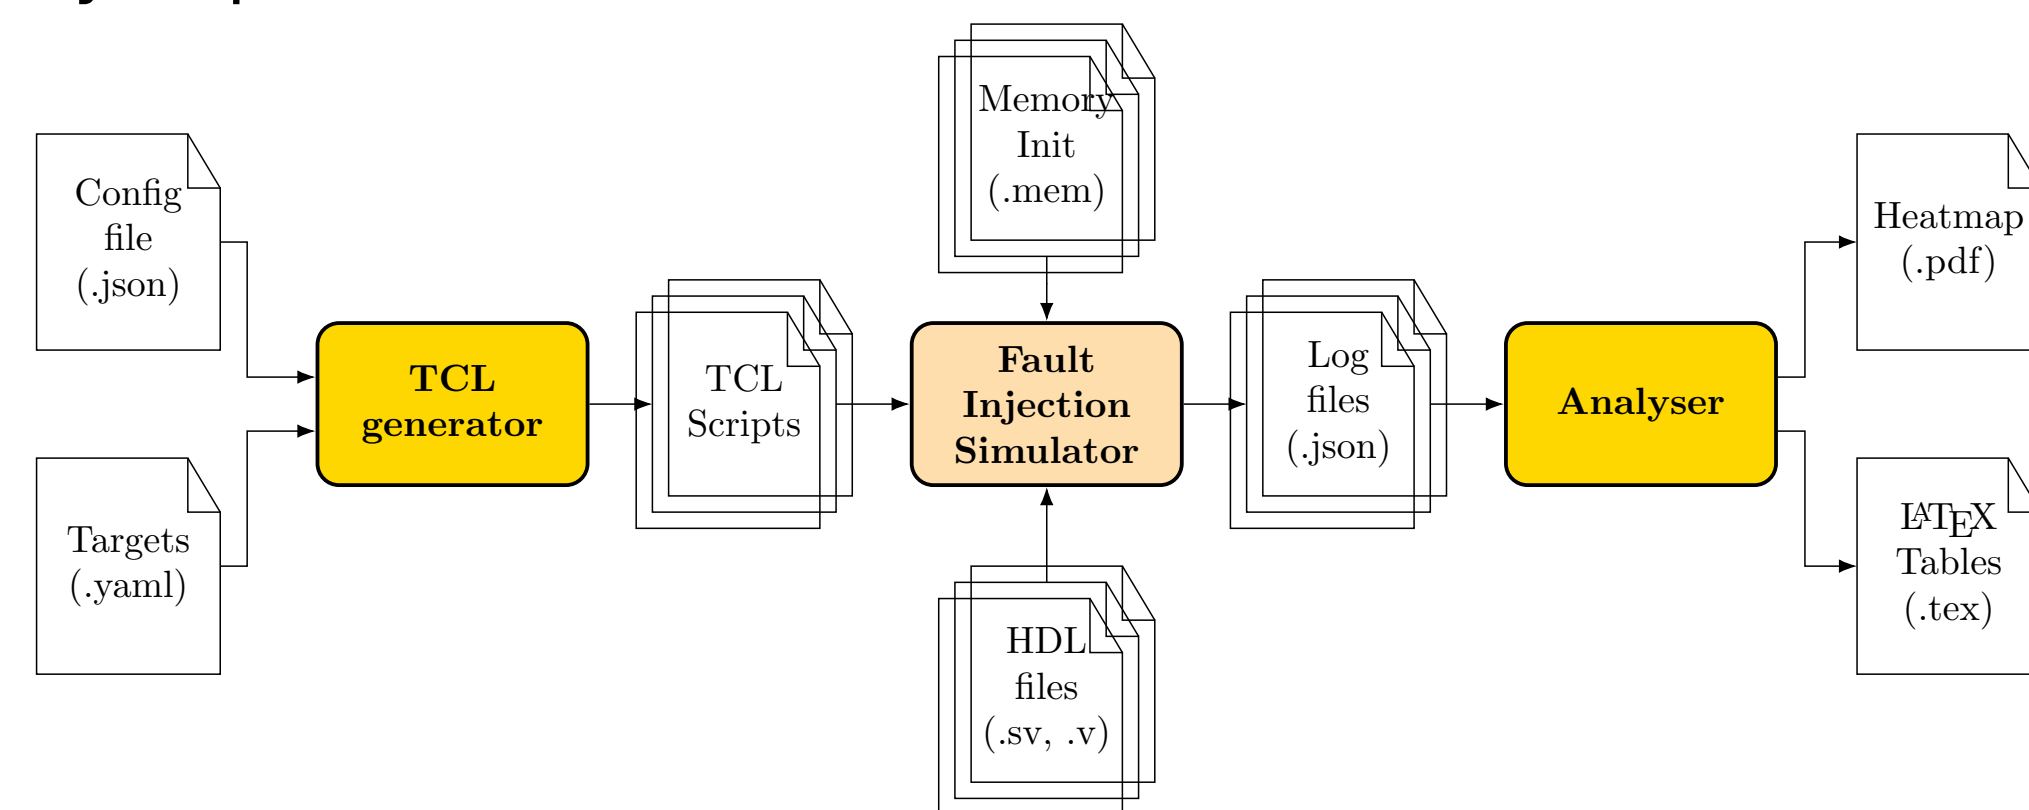 Memory
Init
(.mem)
Config
file
(.json)
Targets
(.yaml)
TCL
generator
TCL
Scripts
Fault
Injection
Simulator
HDL
files
(.sv, .v)
Log
files
(.json)
Analyser
Heatmap
(.pdf)
LATEX
Tables
(.tex)